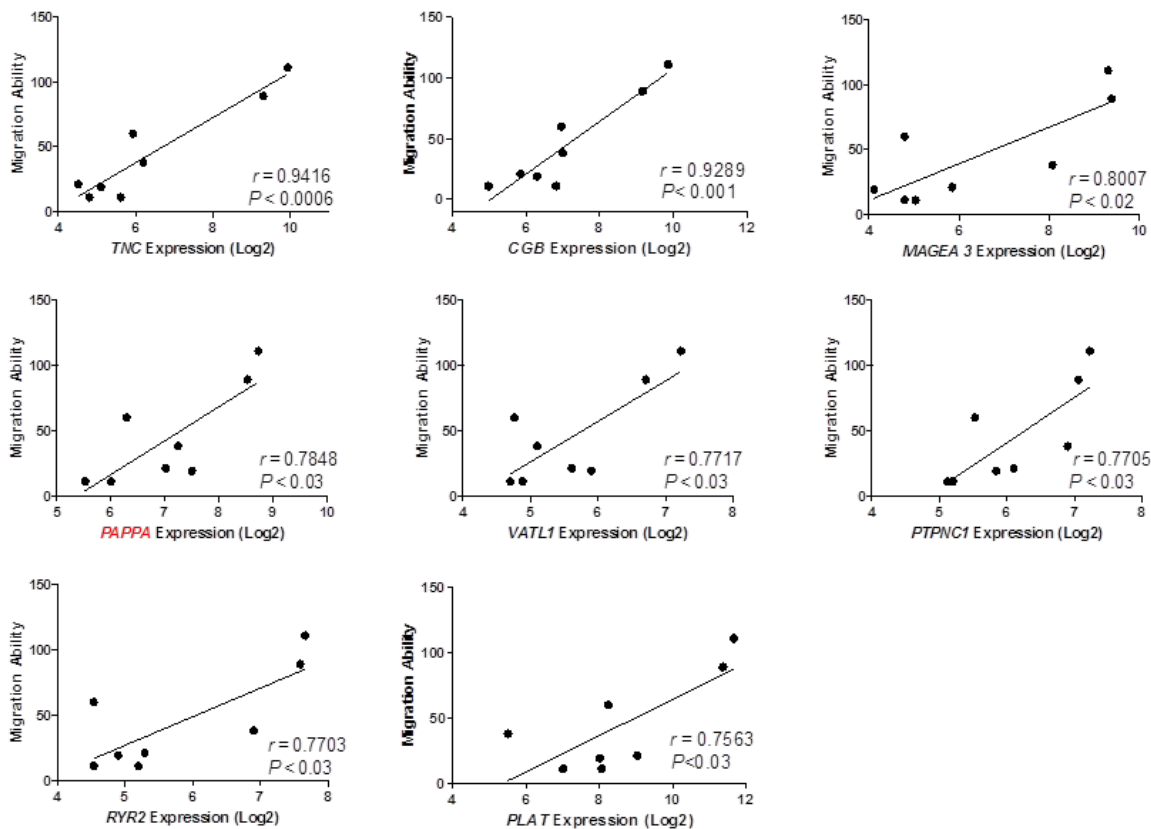 150
100
50
0
Migration Ability
r = 0.9416
P < 0.0006
4 6 8 10
TNC Expression (Log2)
150
100
50
0
Migration Ability
r = 0.9289
P < 0.001
4 6 8 10 12
CGB Expression (Log2)
150
100
50
0
Migration Ability
r = 0.8007
P < 0.02
4 6 8 10
MAGEA 3 Expression (Log2)
150
100
50
0
Migration Ability
r = 0.7848
P < 0.03
5 6 7 8 9 10
PAPPA Expression (Log2)
150
100
50
0
Migration Ability
r = 0.7717
P < 0.03
4 5 6 7 8
VATL1 Expression (Log2)
150
100
50
0
Migration Ability
r = 0.7705
P < 0.03
4 5 6 7 8
PTPNC1 Expression (Log2)
150
100
50
0
Migration Ability
r = 0.7703
P < 0.03
4 5 6 7 8
RYR2 Expression (Log2)
150
100
50
0
Migration Ability
r = 0.7563
P<0.03
4 6 8 10 12
PLAT Expression (Log2)